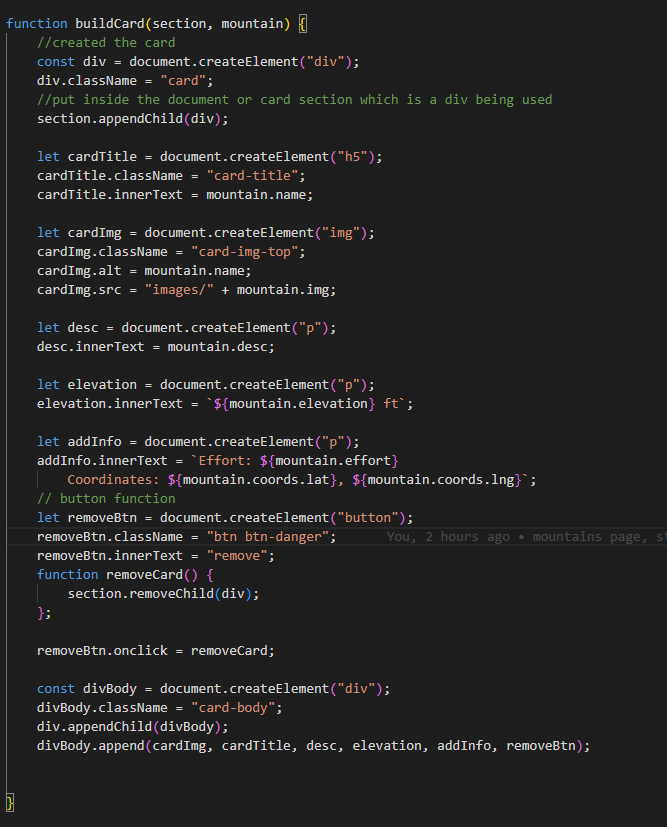 function buildCard(section, mountain) {
    //created the card
    const div = document.createElement("div");
    div.className = "card";
    //put inside the document or card section which is a div being used
    section.appendChild(div);

    let cardTitle = document.createElement("h5");
    cardTitle.className = "card-title";
    cardTitle.innerText = mountain.name;

    let cardImg = document.createElement("img");
    cardImg.className = "card-img-top";
    cardImg.alt = mountain.name;
    cardImg.src = "images/" + mountain.img;

    let desc = document.createElement("p");
    desc.innerText = mountain.desc;

    let elevation = document.createElement("p");
    elevation.innerText = `${mountain.elevation} ft`;

    let addInfo = document.createElement("p");
    addInfo.innerText = `Effort: ${mountain.effort}
        Coordinates: ${mountain.coords.lat}, ${mountain.coords.lng}`;
    // button function
    let removeBtn = document.createElement("button");
    removeBtn.className = "btn btn-danger";      You, 2 hours ago • mountains page, st
    removeBtn.innerText = "remove";
    function removeCard() {
        section.removeChild(div);
    };

    removeBtn.onclick = removeCard;

    const divBody = document.createElement("div");
    divBody.className = "card-body";
    div.appendChild(divBody);
    divBody.append(cardImg, cardTitle, desc, elevation, addInfo, removeBtn);


}